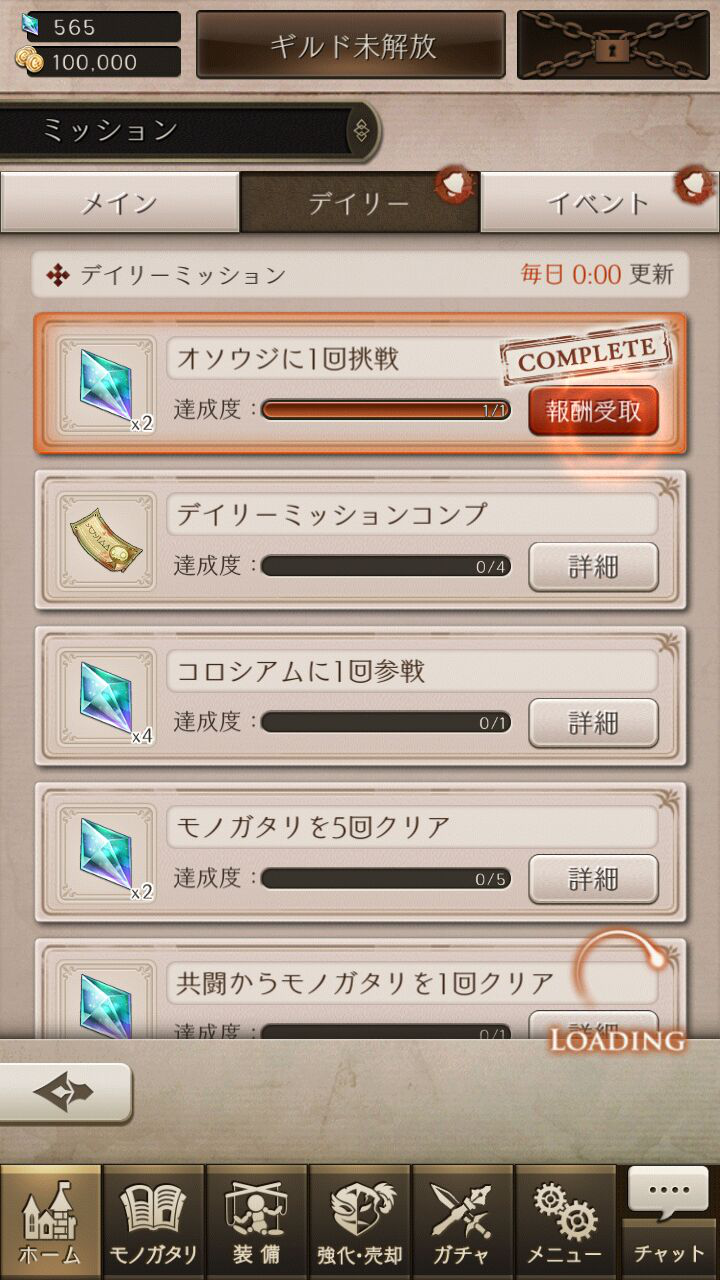 565
ギルド未解放
100,000
ミッション
メイン
デイリー
イベント
デイリーミッション
毎日 0:00 更新
オソウジに1回挑戦
COMPLETE
x2
達成度：
1/1
報酬受取
デイリーミッションコンプ
達成度：
0/4
詳細
コロシアムに1回参戦
x4
達成度：
0/1
詳細
モノガタリを5回クリア
x2
達成度：
0/5
詳細
共闘からモノガタリを1回クリア
達成度：
0/1
詳細
LOADING
ホーム
モノガタリ
装備
強化・売却
ガチャ
メニュー
チャット